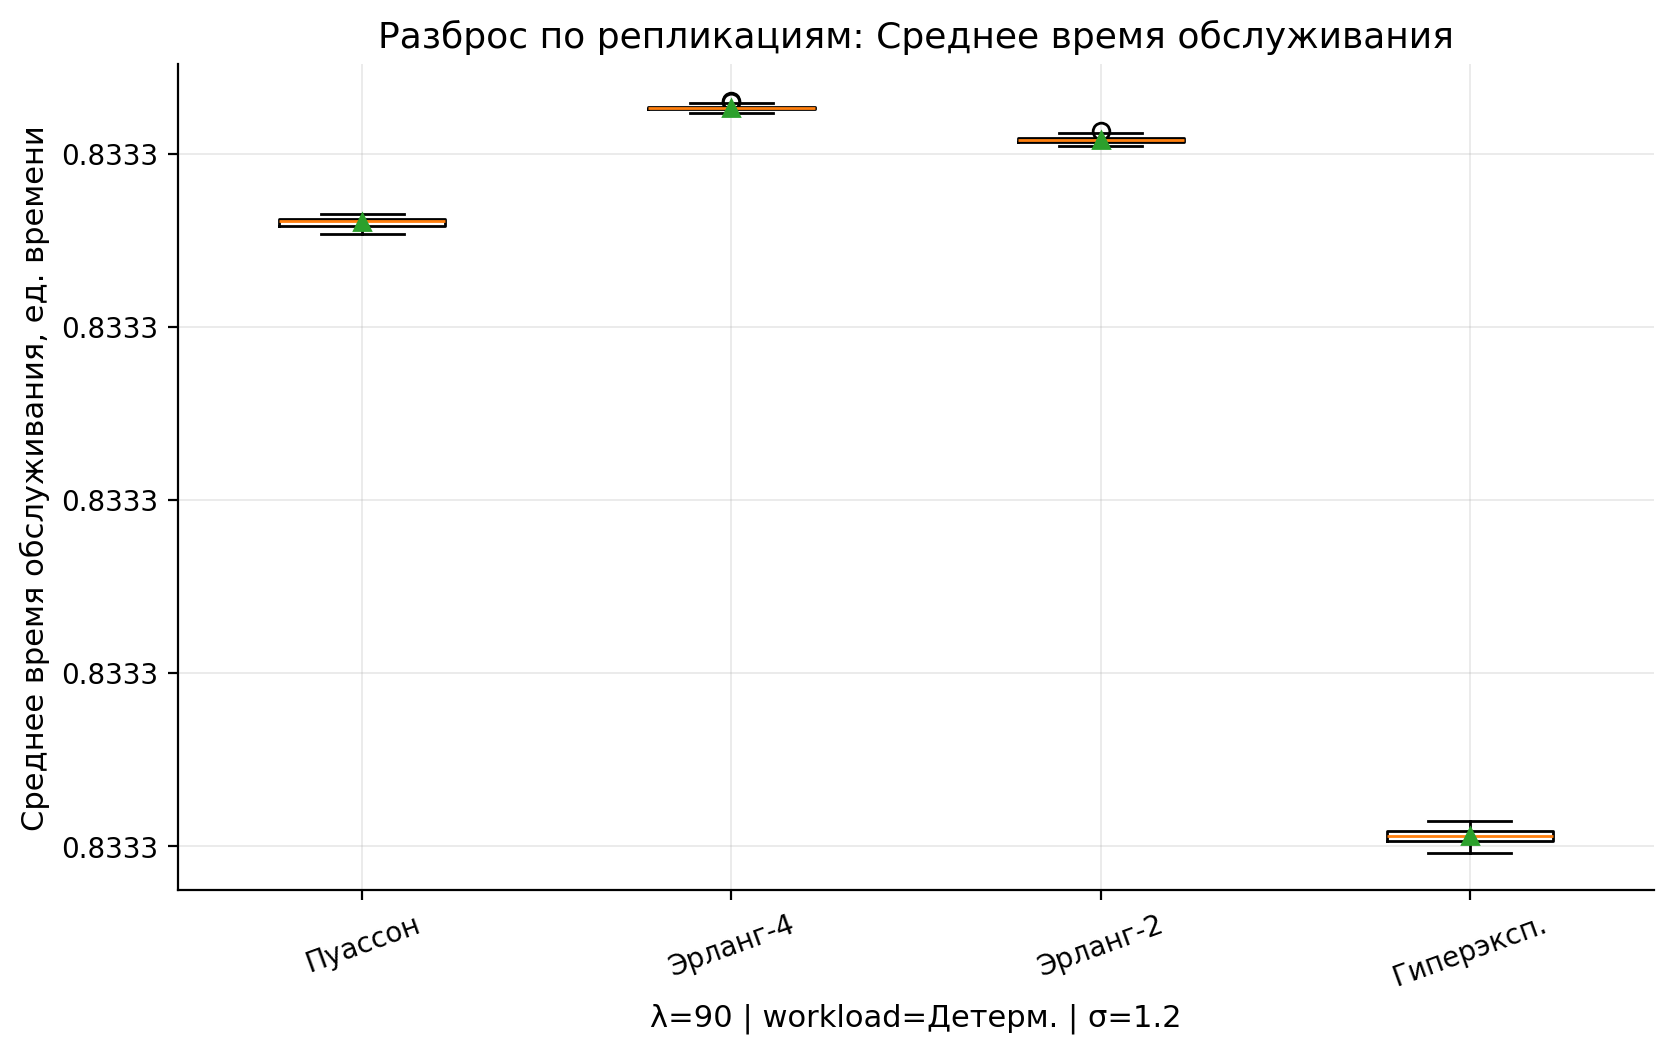 Разброс по репликациям: Среднее время обслуживания
Среднее время обслуживания, ед. времени
0.8333
0.8333
0.8333
0.8333
0.8333
Пуассон
Эрланг-4
Эрланг-2
Гиперэксп.
λ=90 | workload=Детерм. | σ=1.2